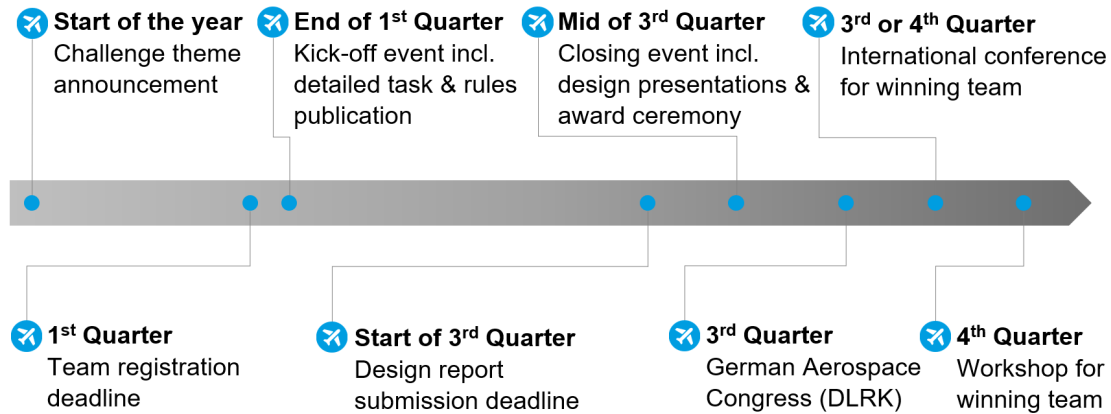 Start of the year
Challenge theme
announcement
End of 1st Quarter
Kick-off event incl.
detailed task & rules
publication
Mid of 3rd Quarter
Closing event incl.
design presentations &
award ceremony
3rd or 4th Quarter
International conference
for winning team
1st Quarter
Team registration
deadline
Start of 3rd Quarter
Design report
submission deadline
3rd Quarter
German Aerospace
Congress (DLRK)
4th Quarter
Workshop for
winning team